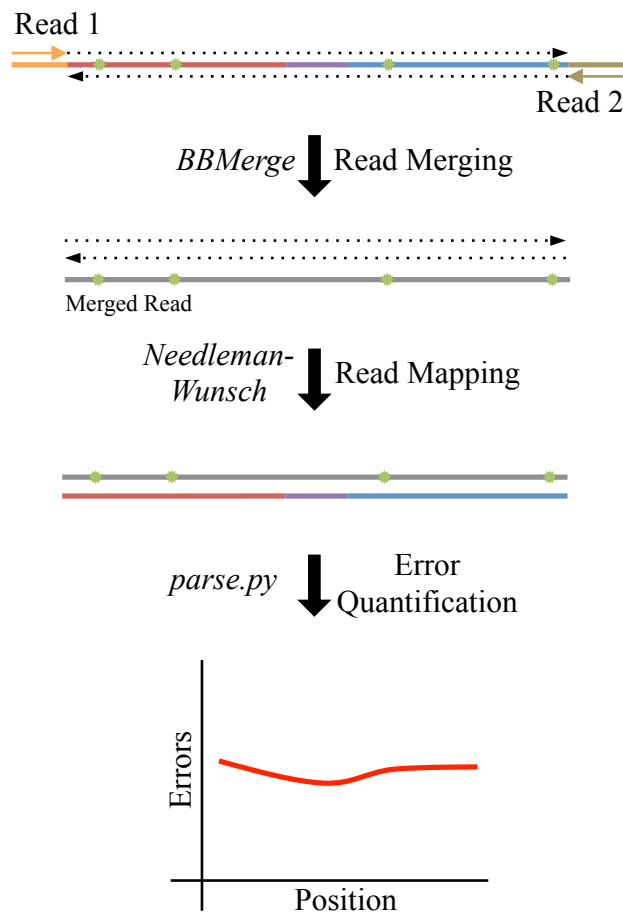 Read 1
Read 2
BBMerge Read Merging
Merged Read
Needleman-
Wunsch
Read Mapping
parse.py
Error
Quantification
Errors
Position